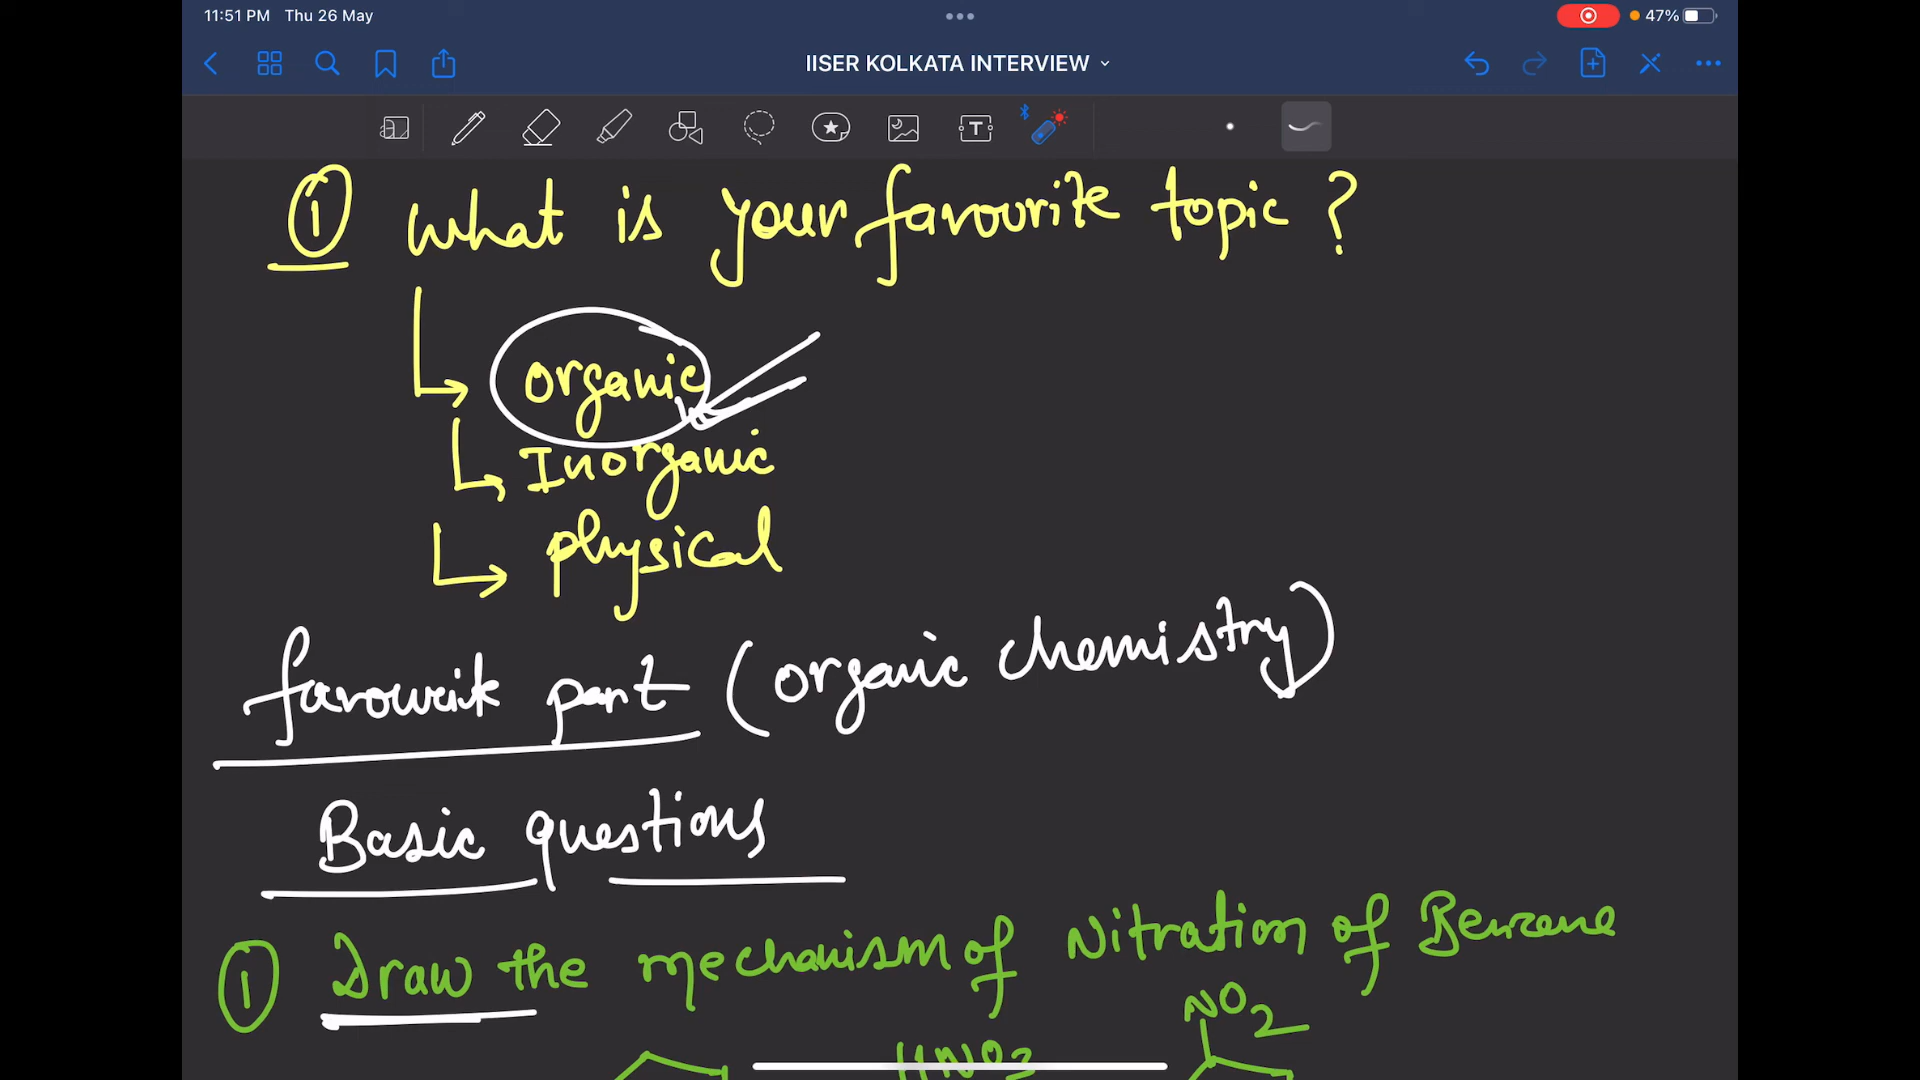 11:51 PM Thu 26 May
47%
IISER KOLKATA INTERVIEW
T
① What is your favourite topic ?
organic
Inorganic
physical
favourite part (organic chemistry)
Basic questions
① Draw the mechanism of Nitration of Benzene
NO2
HNO3